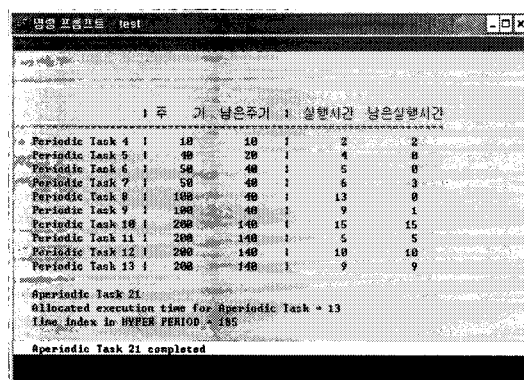 명령 프롬프트 - test
주 기 남은주기 : 실행시간 남은실행시간
Periodic Task 4 : 10 10 : 2 2
Periodic Task 5 : 40 20 : 4 0
Periodic Task 6 : 50 40 : 5 0
Periodic Task 7 : 50 40 : 6 3
Periodic Task 8 : 100 40 : 13 0
Periodic Task 9 : 100 40 : 9 1
Periodic Task 10 : 200 140 : 15 15
Periodic Task 11 : 200 140 : 5 5
Periodic Task 12 : 200 140 : 10 10
Periodic Task 13 : 200 140 : 9 9
Aperiodic Task 21
Allocated execution time for Aperiodic Task = 13
Time index in HYPER PERIOD = 185
Aperiodic Task 21 completed